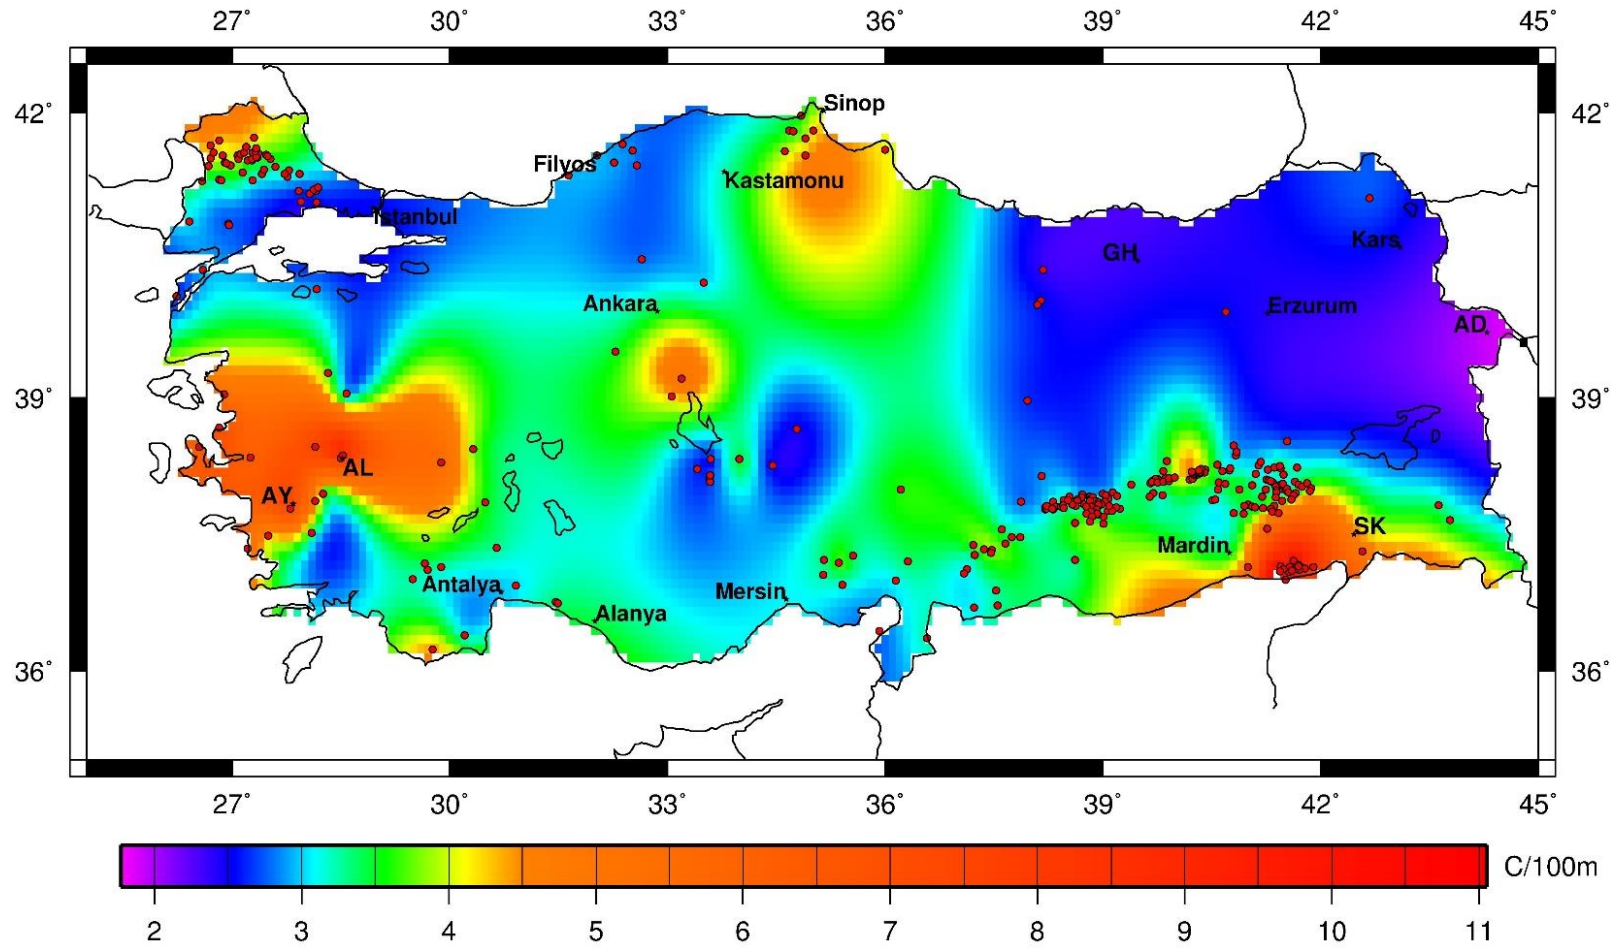 27° 30° 33° 36° 39° 42° 45°
42° Sinop 42°
Filyos
Kastamonu
Istanbul
Kars
GH
Ankara Erzurum
AD
39° 39°
AL
AY
SK
Mardin
Antalya Mersin
Alanya
36° 36°
27° 30° 33° 36° 39° 42° 45°
C/100m
2 3 4 5 6 7 8 9 10 11